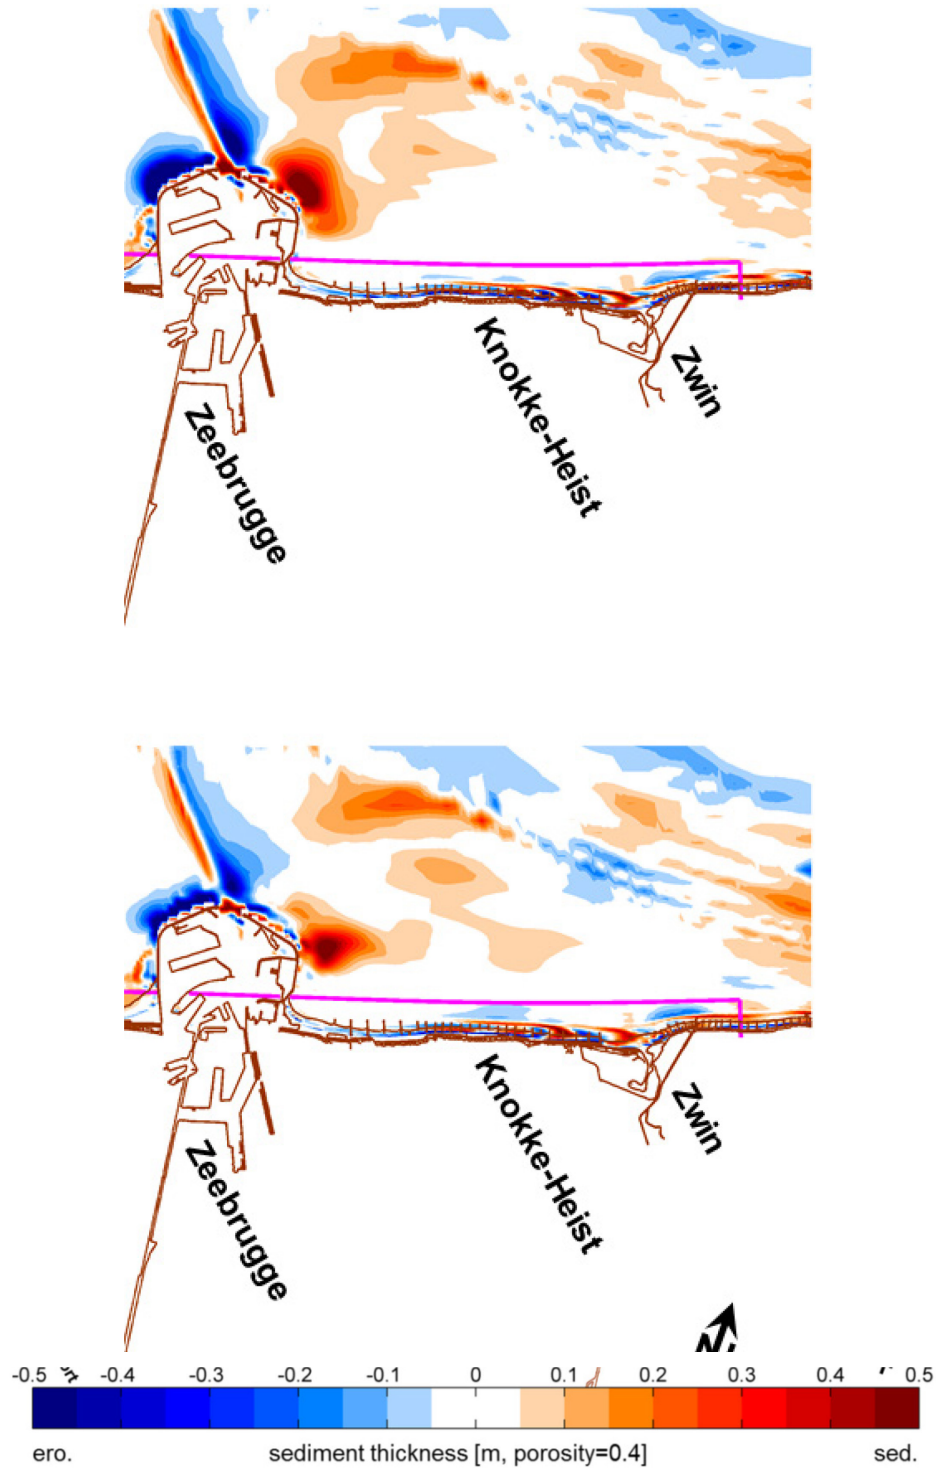 Knokke-Heist
Zwin
Zeebrugge
Knokke-Heist
Zwin
Zeebrugge
-0.5 -0.4 -0.3 -0.2 -0.1 0 0.1 0.2 0.3 0.4 0.5
ero. sediment thickness [m, porosity=0.4] sed.